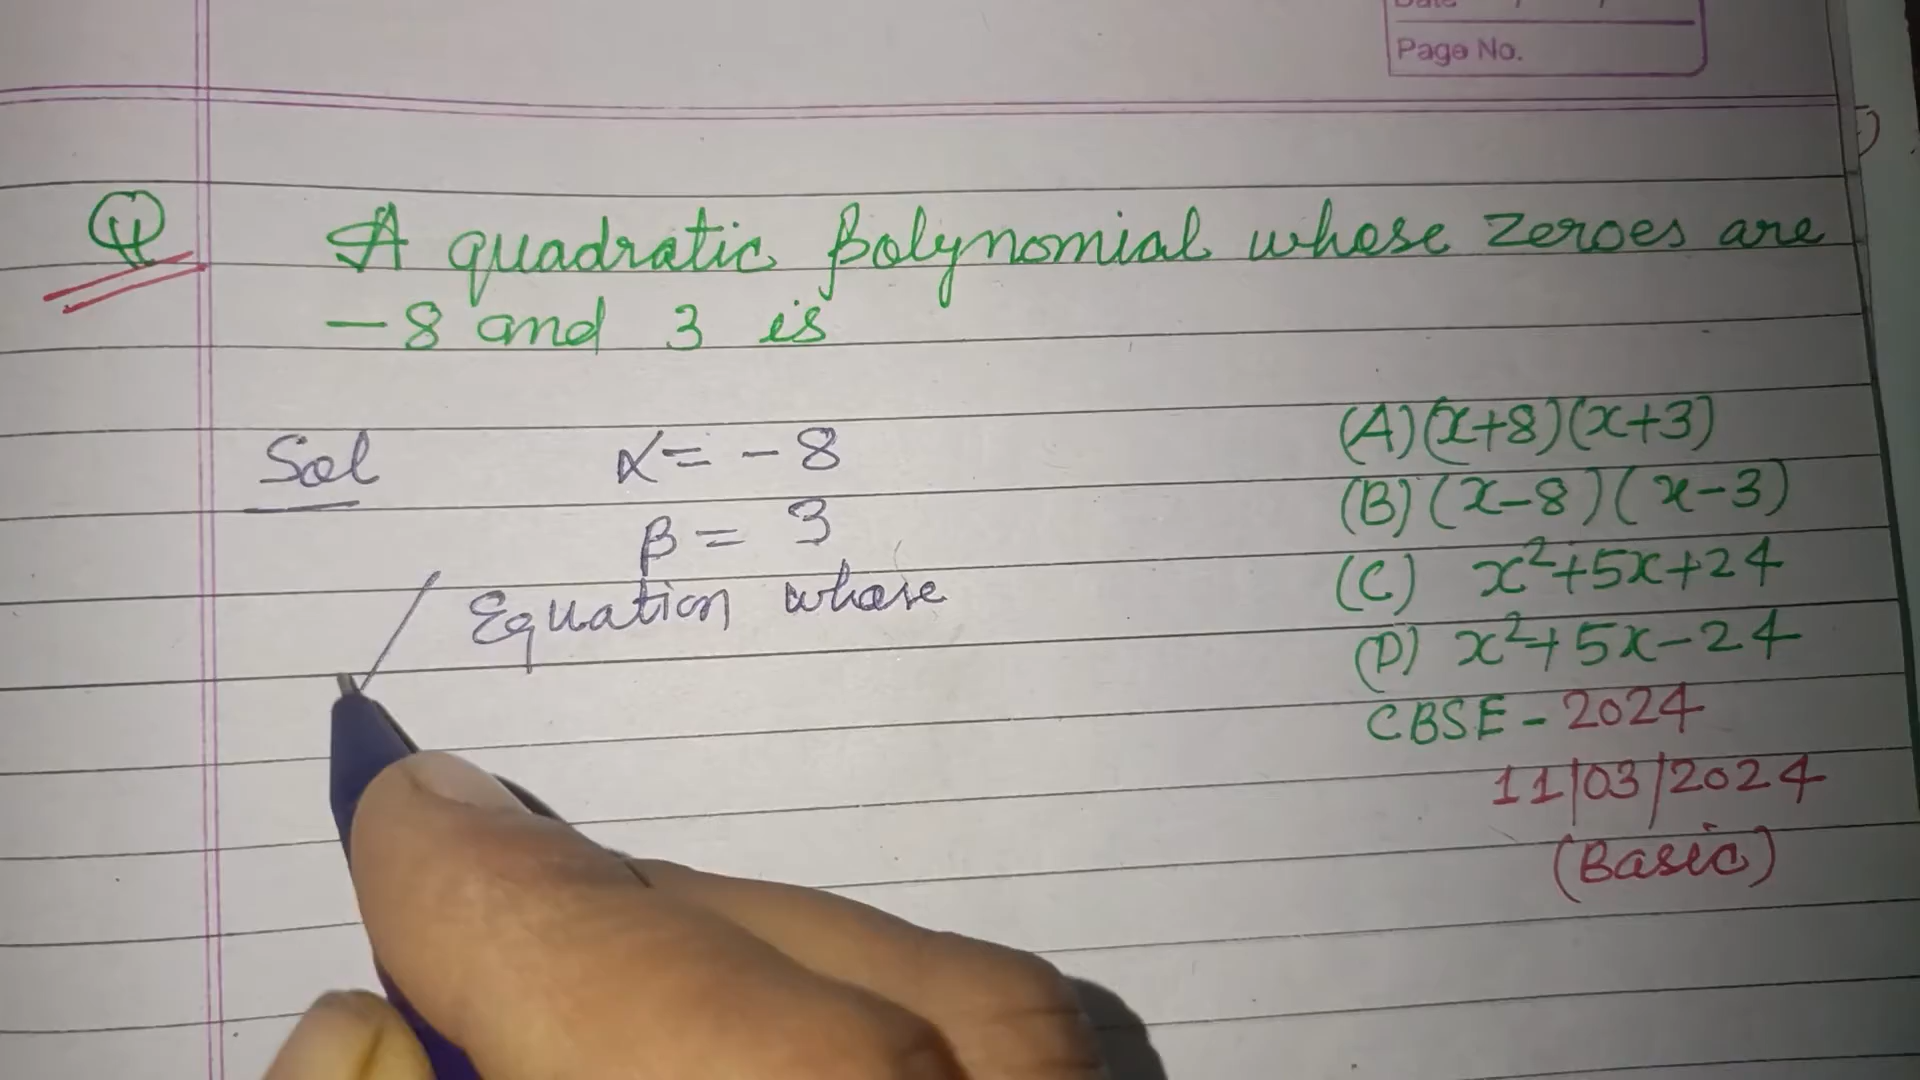 Page No.
Q A quadratic polynomial whose zeroes are
-8 and 3 is
Sol α = -8
β = 3
Equation whose
(A) (x+8)(x+3)
(B) (x-8)(x-3)
(C) x²+5x+24
(D) x²+5x-24
CBSE - 2024
11/03/2024
(Basic)